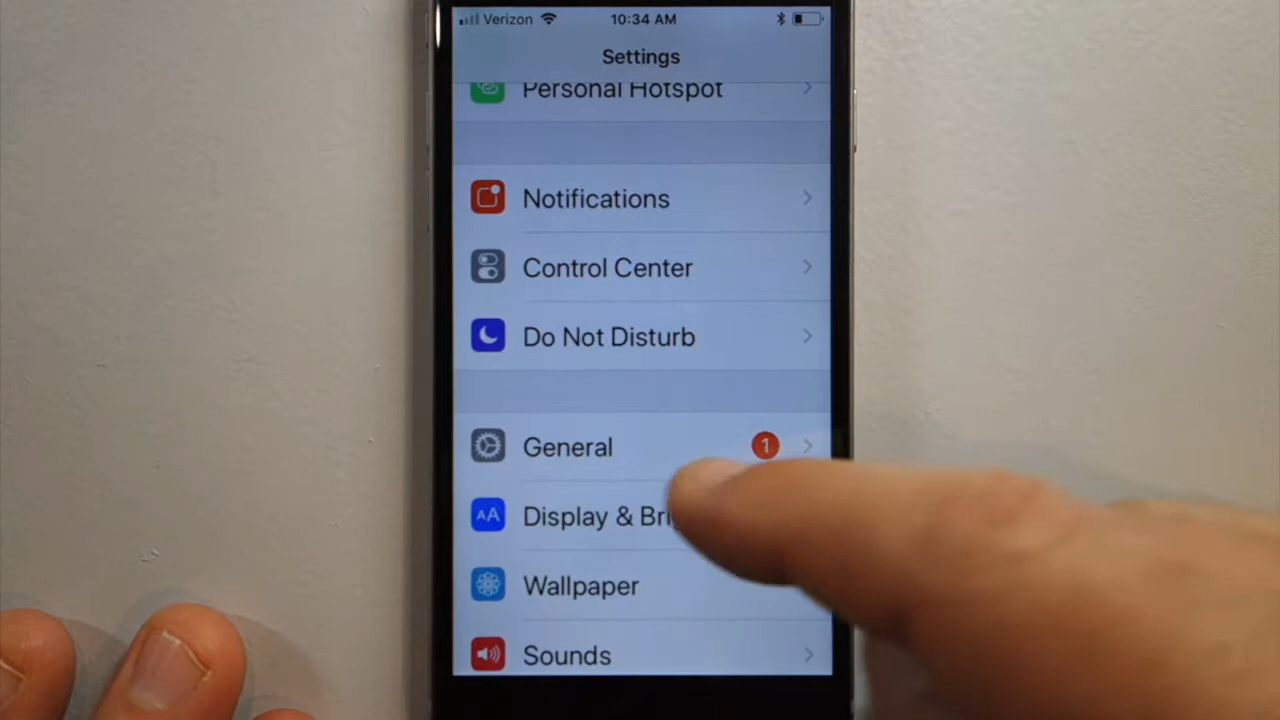 Verizon 10:34 AM
Settings
Personal Hotspot
Notifications
Control Center
Do Not Disturb
General 1
AA Display & Bri
Wallpaper
Sounds